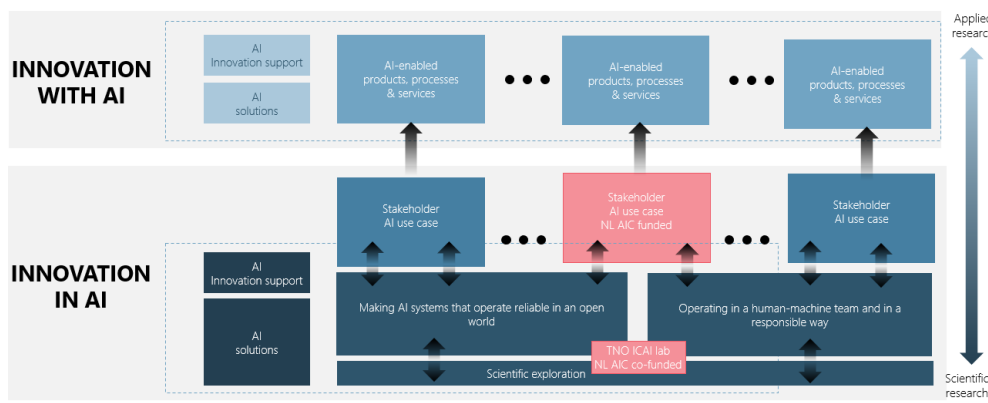 Applied
research
INNOVATION
WITH AI
AI
Innovation support
AI
solutions
AI-enabled
products, processes
& services
AI-enabled
products, processes
& services
AI-enabled
products, processes
& services
INNOVATION
IN AI
Stakeholder
AI use case
Stakeholder
AI use case
NL AIC funded
Stakeholder
AI use case
AI
Innovation support
AI
solutions
Making AI systems that operate reliable in an open
world
Operating in a human-machine team and in a
responsible way
TNO ICAI lab
NL AIC co-funded
Scientific exploration
Scientific
research